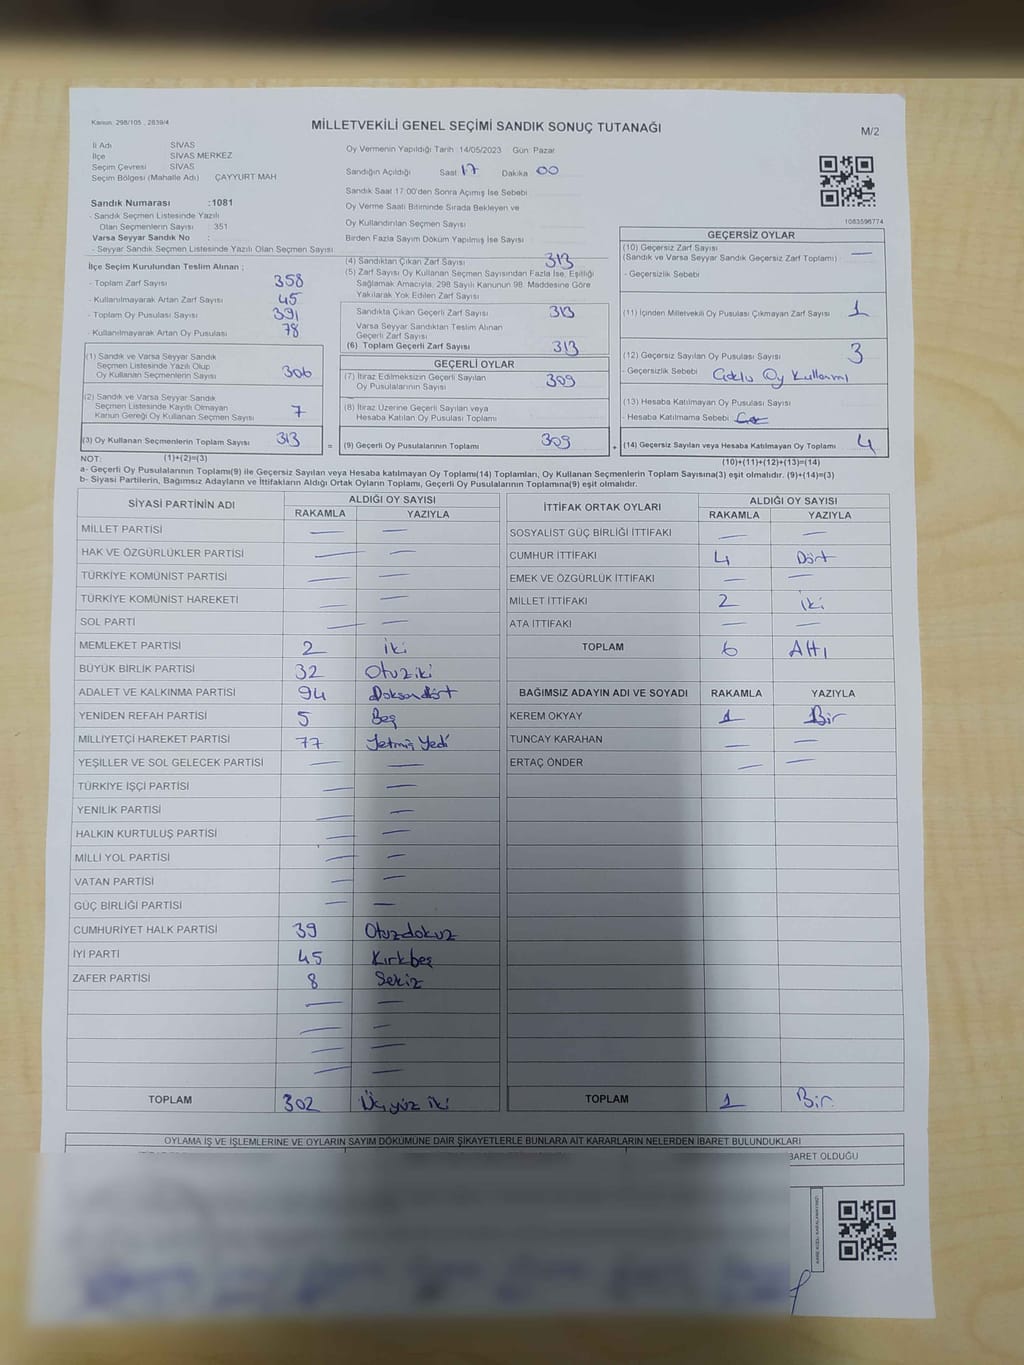 Kanun: 298/105 , 2839/4
MİLLETVEKİLİ GENEL SEÇİMİ SANDIK SONUÇ TUTANAĞI
M/2
İl Adı SİVAS
İlçe SİVAS MERKEZ
Seçim Çevresi SİVAS
Seçim Bölgesi (Mahalle Adı) ÇAYYURT MAH
Sandık Numarası :1081
- Sandık Seçmen Listesinde Yazılı
Olan Seçmenlerin Sayısı : 351
Varsa Seyyar Sandık No :
- Seyyar Sandık Seçmen Listesinde Yazılı Olan Seçmen Sayısı
Oy Vermenin Yapıldığı Tarih :14/05/2023 Gün: Pazar
Sandığın Açıldığı Saat 17 Dakika 00
Sandık Saat 17:00'den Sonra Açımış İse Sebebi
Oy Verme Saati Bitiminde Sırada Bekleyen ve
Oy Kullandırılan Seçmen Sayısı
Birden Fazla Sayım Döküm Yapılmış İse Sayısı
1083596774
İlçe Seçim Kurulundan Teslim Alınan ;
- Toplam Zarf Sayısı 358
- Kullanılmayarak Artan Zarf Sayısı 45
- Toplam Oy Pusulası Sayısı 391
- Kullanılmayarak Artan Oy Pusulası 78
(1) Sandık ve Varsa Seyyar Sandık
Seçmen Listesinde Yazılı Olup
Oy Kullanan Seçmenlerin Sayısı 306
(2) Sandık ve Varsa Seyyar Sandık
Seçmen Listesinde Kayıtlı Olmayan
Kanun Gereği Oy Kullanan Seçmen Sayısı 7
(3) Oy Kullanan Seçmenlerin Toplam Sayısı 313
(4) Sandıktan Çıkan Zarf Sayısı 313
(5) Zarf Sayısı Oy Kullanan Seçmen Sayısından Fazla İse, Eşitliği
Sağlamak Amacıyla, 298 Sayılı Kanunun 98. Maddesine Göre
Yakılarak Yok Edilen Zarf Sayısı
Sandıkta Çıkan Geçerli Zarf Sayısı 313
Varsa Seyyar Sandıktan Teslim Alınan
Geçerli Zarf Sayısı
(6) Toplam Geçerli Zarf Sayısı 313
GEÇERLİ OYLAR
(7) İtiraz Edilmeksizin Geçerli Sayılan
Oy Pusulalarının Sayısı 309
(8) İtiraz Üzerine Geçerli Sayılan veya
Hesaba Katılan Oy Pusulası Toplamı
= (9) Geçerli Oy Pusulalarının Toplamı 309 +
GEÇERSİZ OYLAR
(10) Geçersiz Zarf Sayısı
(Sandık ve Varsa Seyyar Sandık Geçersiz Zarf Toplamı) —
- Geçersizlik Sebebi
(11) İçinden Milletvekili Oy Pusulası Çıkmayan Zarf Sayısı 1
(12) Geçersiz Sayılan Oy Pusulası Sayısı 3
- Geçersizlik Sebebi Çoklu Oy Kullanımı
(13) Hesaba Katılmayan Oy Pusulası Sayısı
- Hesaba Katılmama Sebebi
(14) Geçersiz Sayılan veya Hesaba Katılmayan Oy Toplamı 4
NOT: (1)+(2)=(3)
(10)+(11)+(12)+(13)=(14)
a- Geçerli Oy Pusulalarının Toplamı(9) ile Geçersiz Sayılan veya Hesaba katılmayan Oy Toplamı(14) Toplamları, Oy Kullanan Seçmenlerin Toplam Sayısına(3) eşit olmalıdır. (9)+(14)=(3)
b- Siyasi Partilerin, Bağımsız Adayların ve İttifakların Aldığı Ortak Oyların Toplamı, Geçerli Oy Pusulalarının Toplamına(9) eşit olmalıdır.
SİYASİ PARTİNİN ADI ALDIĞI OY SAYISI
RAKAMLA YAZIYLA
MİLLET PARTİSİ — —
HAK VE ÖZGÜRLÜKLER PARTİSİ — —
TÜRKİYE KOMÜNİST PARTİSİ — —
TÜRKİYE KOMÜNİST HAREKETİ — —
SOL PARTİ — —
MEMLEKET PARTİSİ 2 İki
BÜYÜK BİRLİK PARTİSİ 32 Otuziki
ADALET VE KALKINMA PARTİSİ 94 Doksandört
YENİDEN REFAH PARTİSİ 5 Beş
MİLLİYETÇİ HAREKET PARTİSİ 77 Yetmiş Yedi
YEŞİLLER VE SOL GELECEK PARTİSİ — —
TÜRKİYE İŞÇİ PARTİSİ — —
YENİLİK PARTİSİ — —
HALKIN KURTULUŞ PARTİSİ — —
MİLLİ YOL PARTİSİ — —
VATAN PARTİSİ — —
GÜÇ BİRLİĞİ PARTİSİ — —
CUMHURİYET HALK PARTİSİ 39 Otuzdokuz
İYİ PARTİ 45 Kırkbeş
ZAFER PARTİSİ 8 Sekiz
— —
— —
— —
— —
TOPLAM 302 Üçyüz iki
İTTİFAK ORTAK OYLARI ALDIĞI OY SAYISI
RAKAMLA YAZIYLA
SOSYALİST GÜÇ BİRLİĞİ İTTİFAKI — —
CUMHUR İTTİFAKI 4 Dört
EMEK VE ÖZGÜRLÜK İTTİFAKI — —
MİLLET İTTİFAKI 2 İki
ATA İTTİFAKI — —
TOPLAM 6 Altı
BAĞIMSIZ ADAYIN ADI VE SOYADI RAKAMLA YAZIYLA
KEREM OKYAY 1 Bir
TUNCAY KARAHAN — —
ERTAÇ ÖNDER — —
TOPLAM 1 Bir
OYLAMA İŞ VE İŞLEMLERİNE VE OYLARIN SAYIM DÖKÜMÜNE DAİR ŞİKAYETLERLE BUNLARA AİT KARARLARIN NELERDEN İBARET BULUNDUKLARI
BARET OLDUĞU